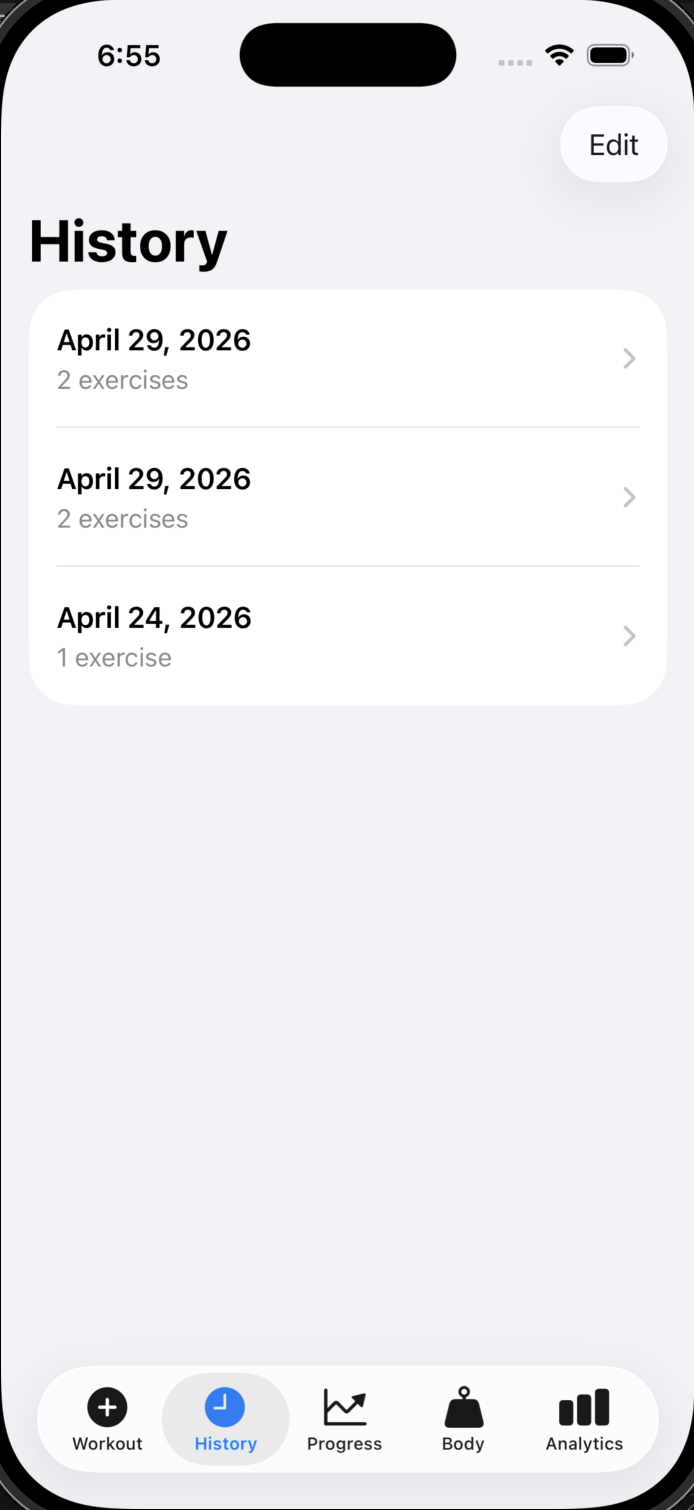 6:55
Edit
History
April 29, 2026
2 exercises
April 29, 2026
2 exercises
April 24, 2026
1 exercise
Workout
History
Progress
Body
Analytics